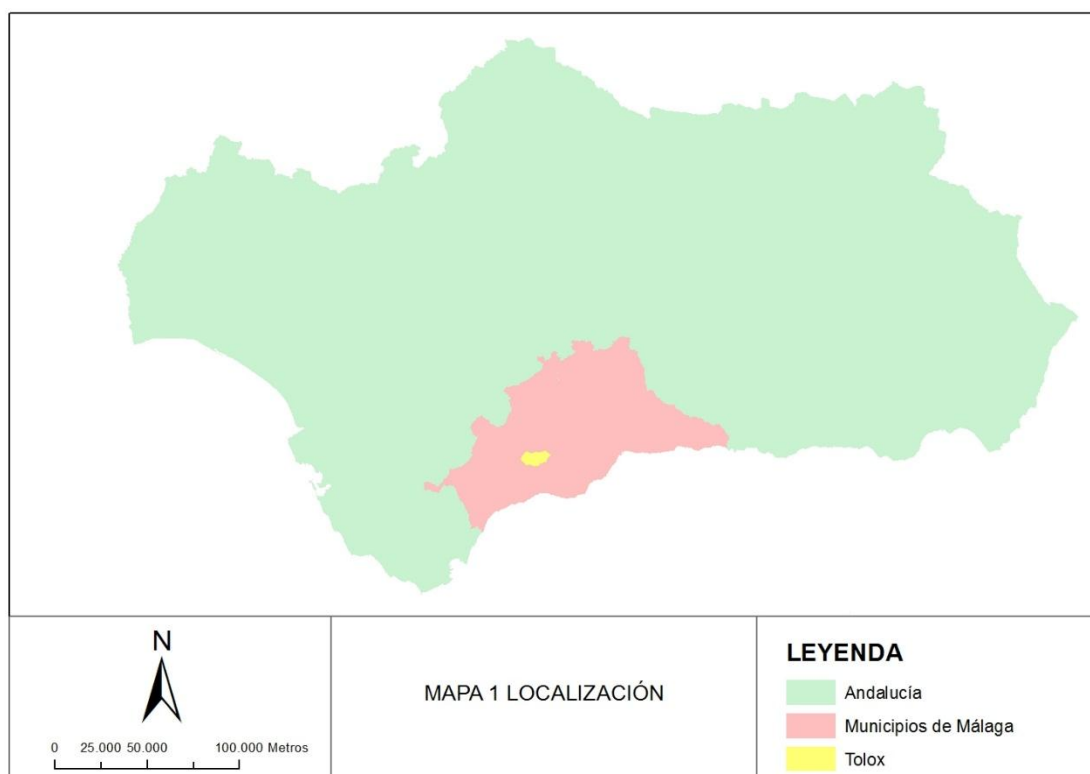 N
0 25.000 50.000 100.000 Metros
MAPA 1 LOCALIZACIÓN
LEYENDA
Andalucía
Municipios de Málaga
Tolox